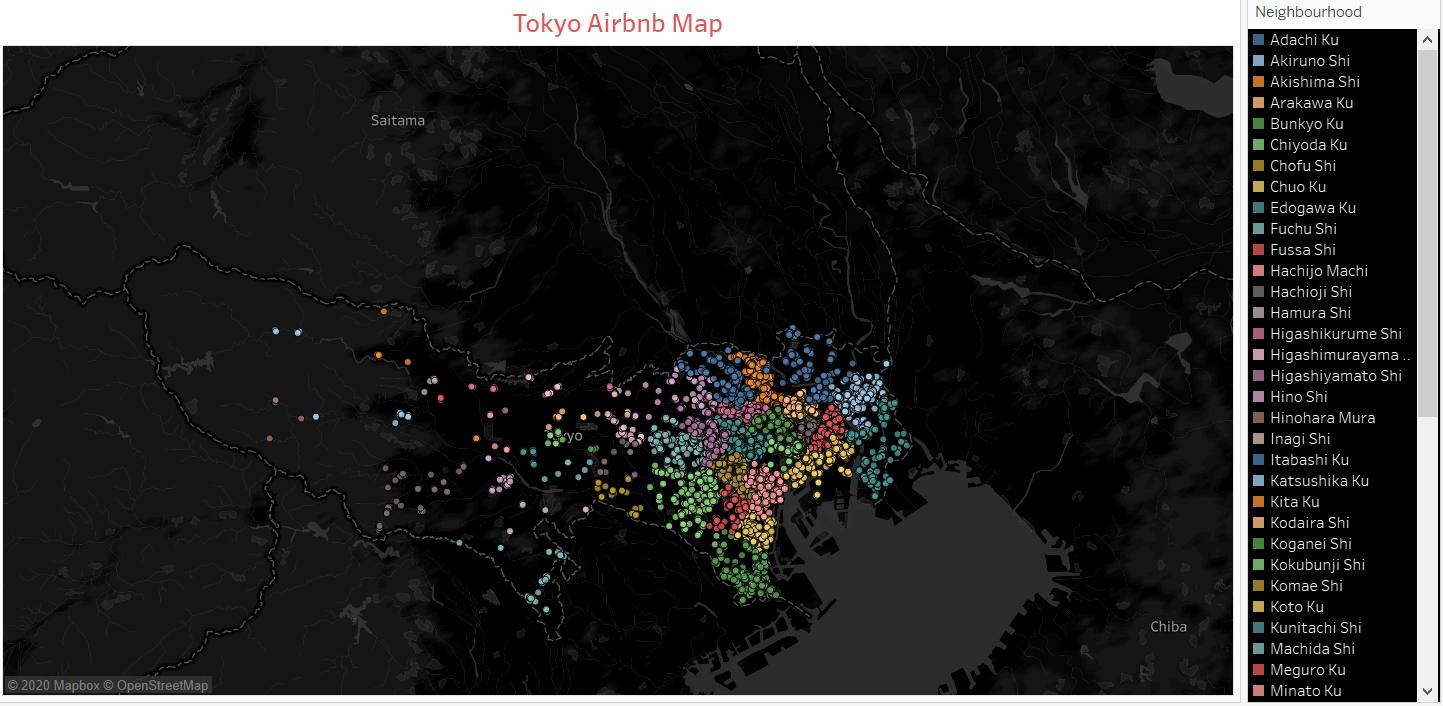 Tokyo Airbnb Map
Saitama
yo
Chiba
© 2020 Mapbox © OpenStreetMap
Neighbourhood
Adachi Ku
Akiruno Shi
Akishima Shi
Arakawa Ku
Bunkyo Ku
Chiyoda Ku
Chofu Shi
Chuo Ku
Edogawa Ku
Fuchu Shi
Fussa Shi
Hachijo Machi
Hachioji Shi
Hamura Shi
Higashikurume Shi
Higashimurayama ..
Higashiyamato Shi
Hino Shi
Hinohara Mura
Inagi Shi
Itabashi Ku
Katsushika Ku
Kita Ku
Kodaira Shi
Koganei Shi
Kokubunji Shi
Komae Shi
Koto Ku
Kunitachi Shi
Machida Shi
Meguro Ku
Minato Ku